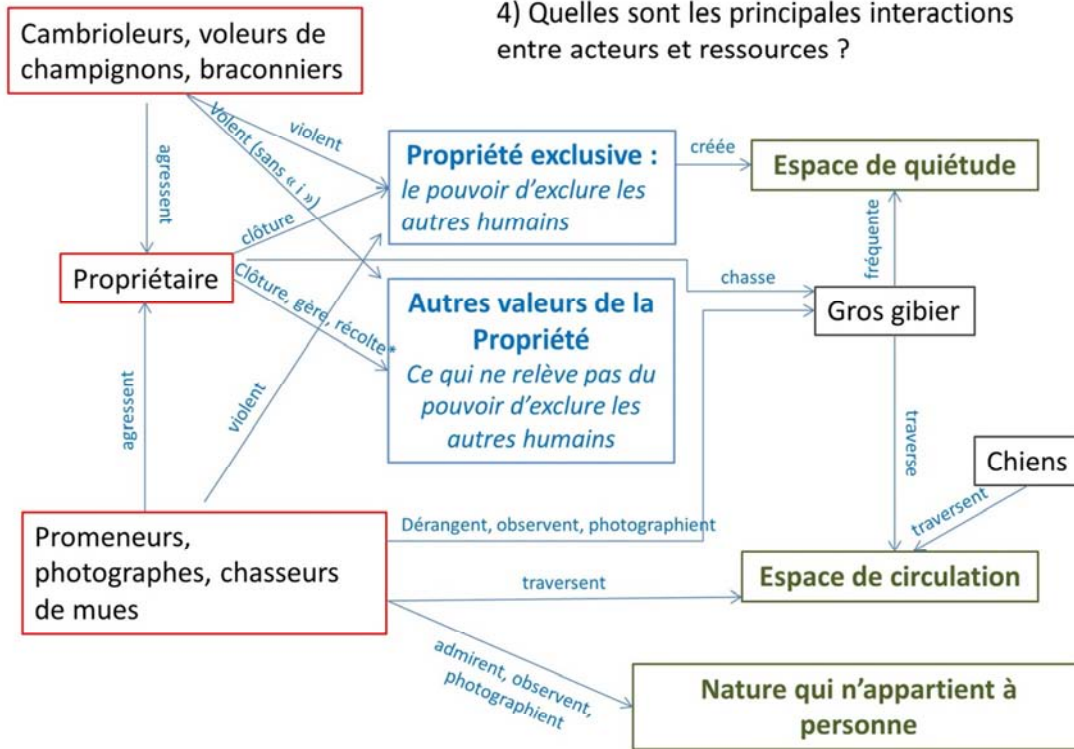 4) Quelles sont les principales interactions
entre acteurs et ressources ?
Cambrioleurs, voleurs de
champignons, braconniers
agressent
Volent (sans « i »)
violent
Propriété exclusive :
le pouvoir d’exclure les
autres humains
créée
Espace de quiétude
clôture
Propriétaire
Clôture, gère, récolte*
chasse
fréquente
Gros gibier
Autres valeurs de la
Propriété
Ce qui ne relève pas du
pouvoir d’exclure les
autres humains
agressent
violent
traverse
Chiens
traversent
Promeneurs,
photographes, chasseurs
de mues
Dérangent, observent, photographient
traversent
Espace de circulation
admirent, observent,
photographient
Nature qui n’appartient à
personne